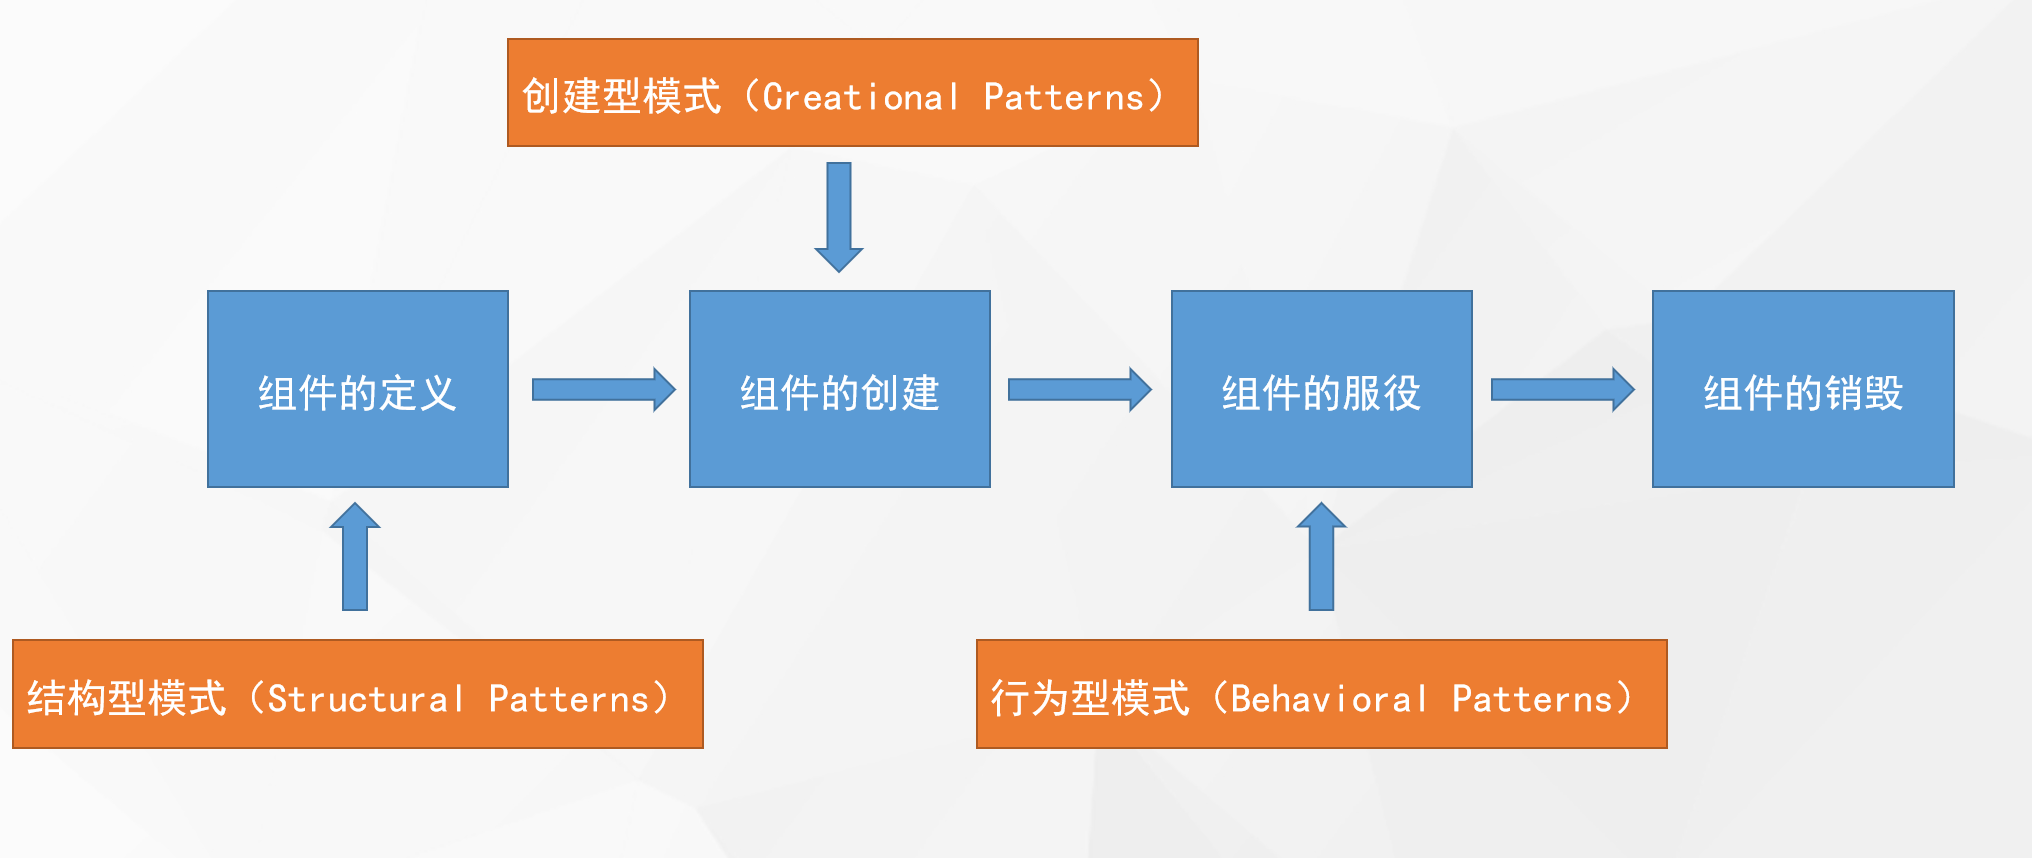 创建型模式（Creational Patterns）
组件的定义
组件的创建
组件的服役
组件的销毁
结构型模式（Structural Patterns）
行为型模式（Behavioral Patterns）